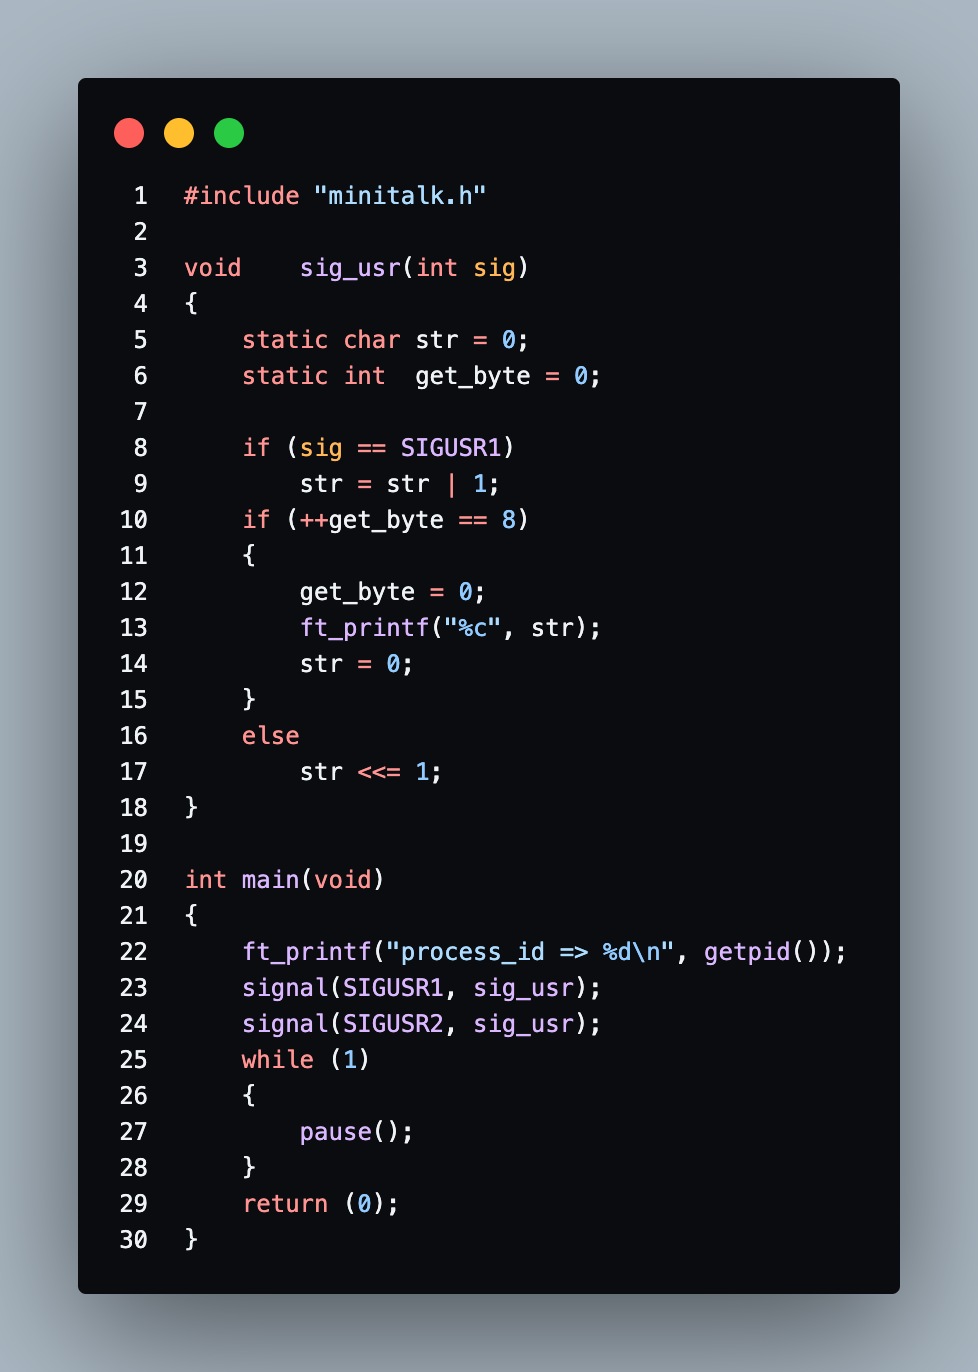 1 #include "minitalk.h"
2
3 void    sig_usr(int sig)
4 {
5     static char str = 0;
6     static int  get_byte = 0;
7
8     if (sig == SIGUSR1)
9         str = str | 1;
10     if (++get_byte == 8)
11     {
12         get_byte = 0;
13         ft_printf("%c", str);
14         str = 0;
15     }
16     else
17         str <<= 1;
18 }
19
20 int main(void)
21 {
22     ft_printf("process_id => %d\n", getpid());
23     signal(SIGUSR1, sig_usr);
24     signal(SIGUSR2, sig_usr);
25     while (1)
26     {
27         pause();
28     }
29     return (0);
30 }